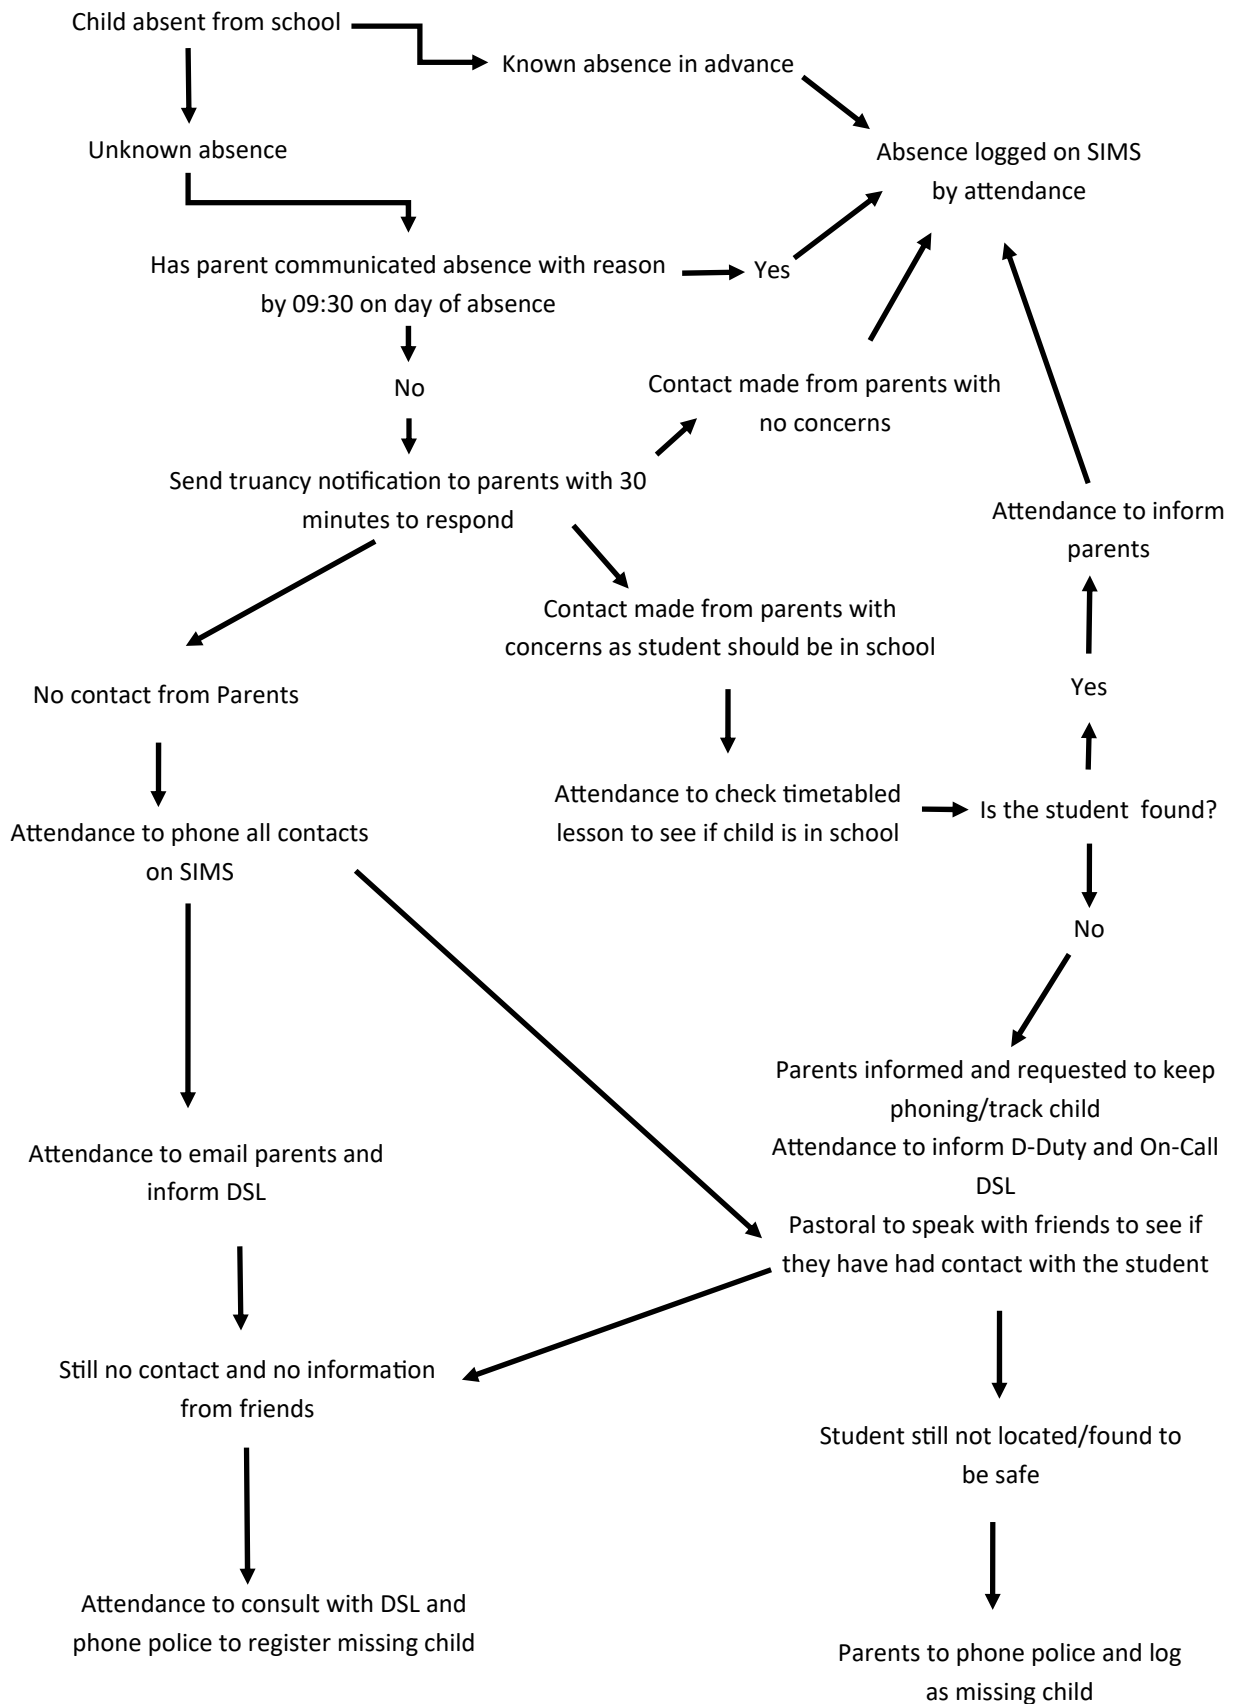 Child absent from school
Known absence in advance
Unknown absence
Absence logged on SIMS
by attendance
Has parent communicated absence with reason
by 09:30 on day of absence
Yes
No
Contact made from parents with
no concerns
Send truancy notification to parents with 30
minutes to respond
Attendance to inform
parents
Contact made from parents with
concerns as student should be in school
No contact from Parents
Yes
Attendance to check timetabled
lesson to see if child is in school
Is the student  found?
Attendance to phone all contacts
on SIMS
No
Parents informed and requested to keep
phoning/track child
Attendance to inform D-Duty and On-Call
DSL
Pastoral to speak with friends to see if
they have had contact with the student
Attendance to email parents and
inform DSL
Still no contact and no information
from friends
Student still not located/found to
be safe
Attendance to consult with DSL and
phone police to register missing child
Parents to phone police and log
as missing child